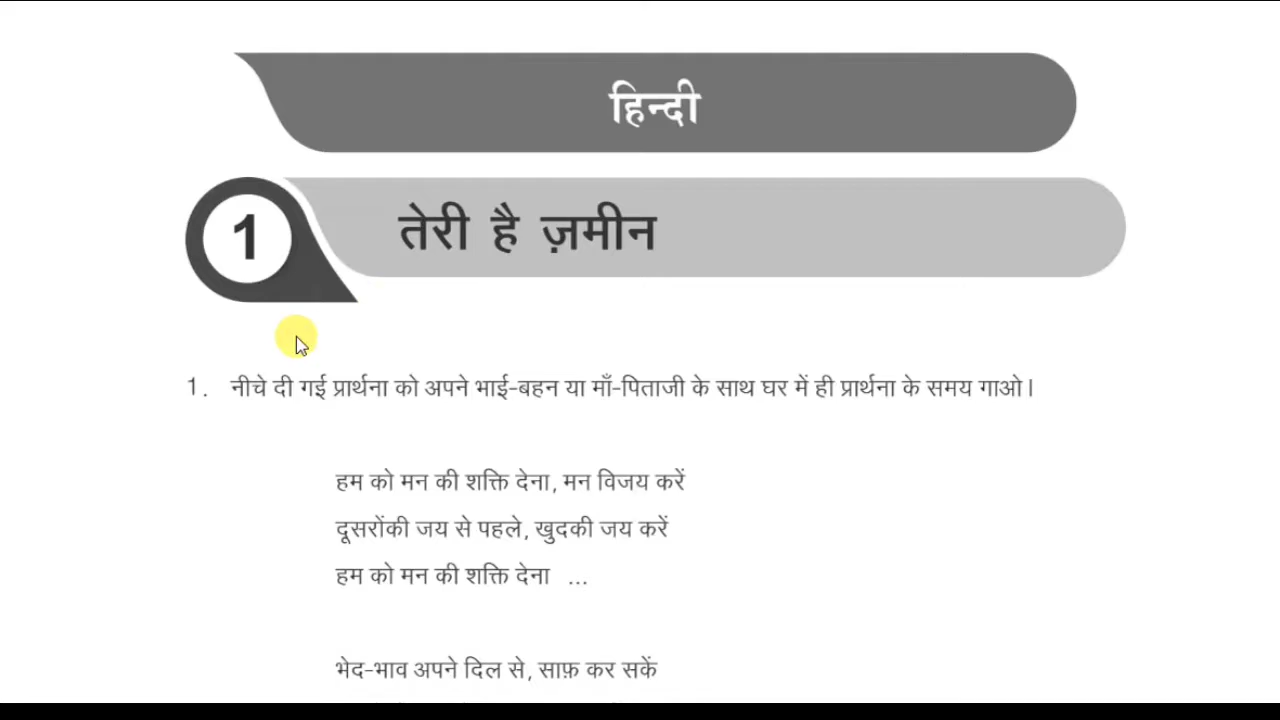 हिन्दी
1 तेरी है ज़मीन
1. नीचे दी गई प्रार्थना को अपने भाई-बहन या माँ-पिताजी के साथ घर में ही प्रार्थना के समय गाओ।
हम को मन की शक्ति देना, मन विजय करें
दूसरोंकी जय से पहले, खुदकी जय करें
हम को मन की शक्ति देना ...
भेद-भाव अपने दिल से, साफ़ कर सकें